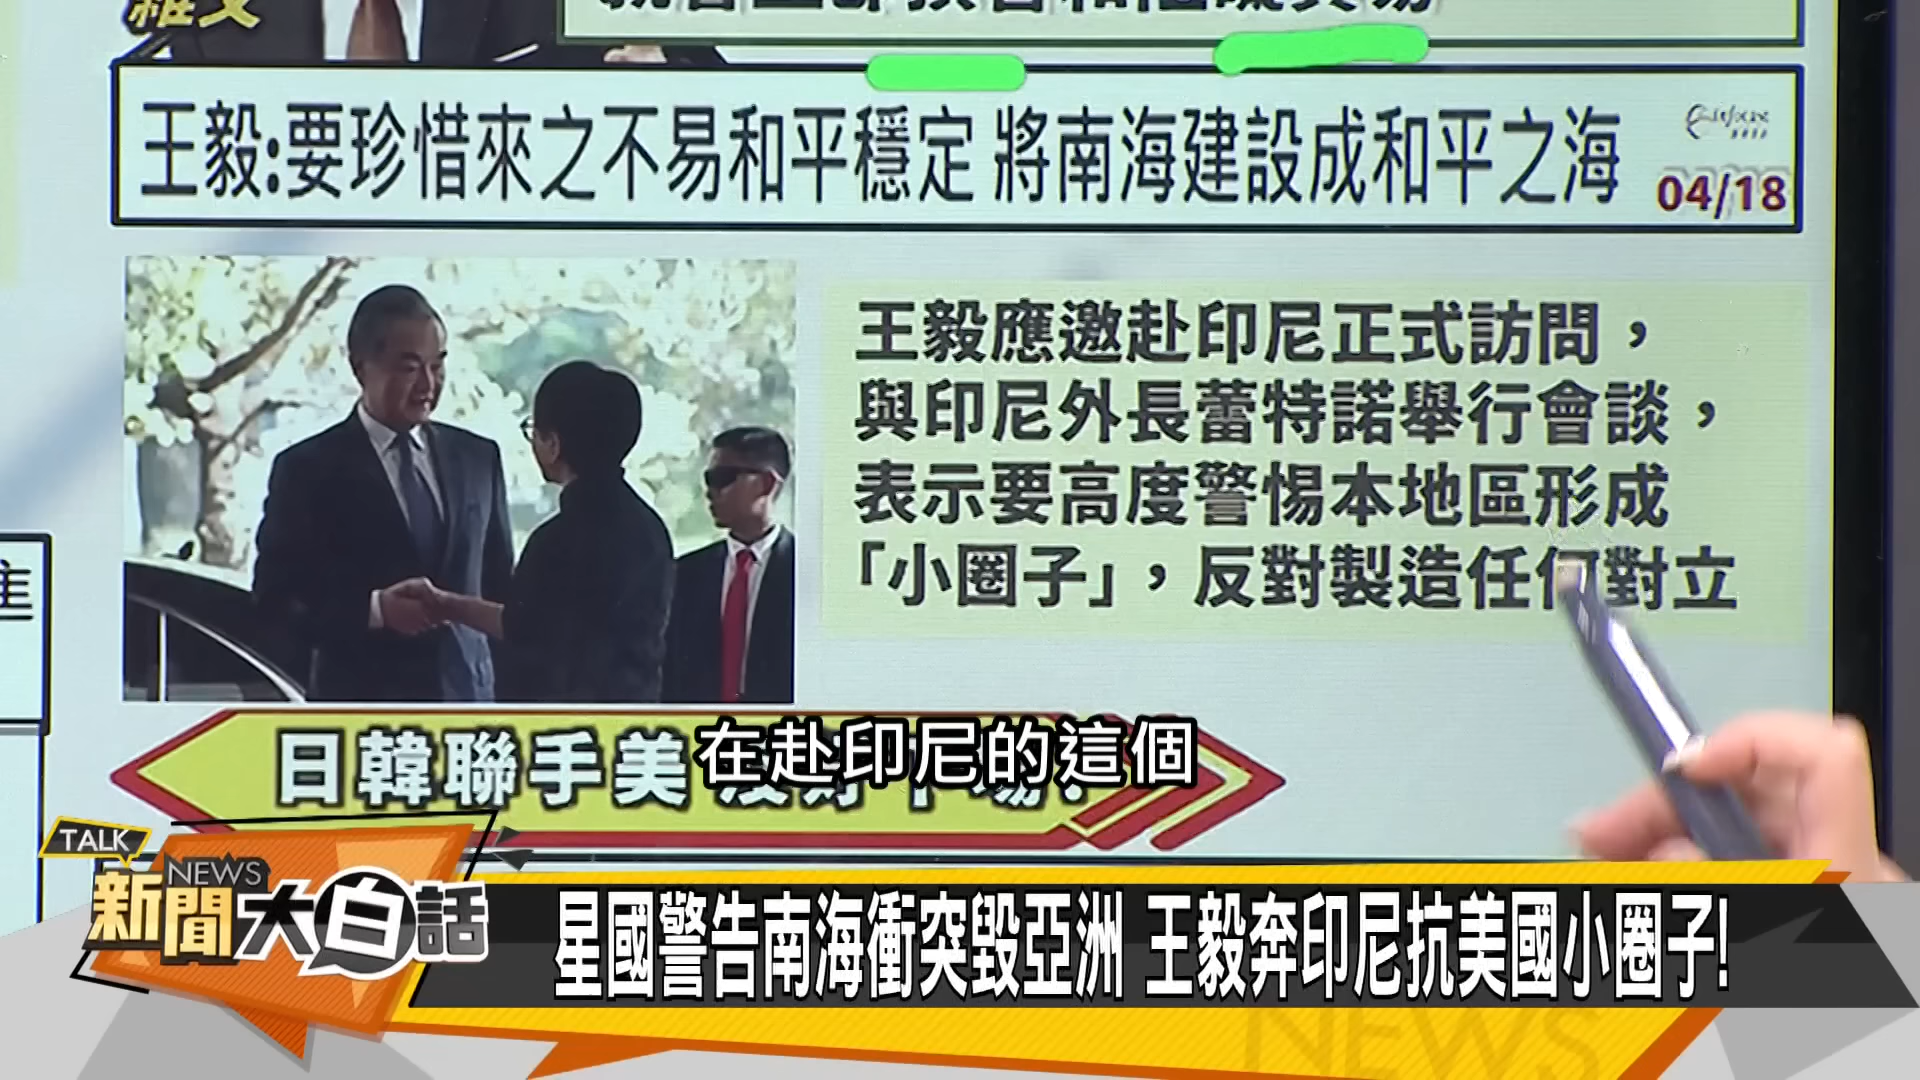 王毅:要珍惜來之不易和平穩定 將南海建設成和平之海
04/18
王毅應邀赴印尼正式訪問，
與印尼外長蕾特諾舉行會談，
表示要高度警惕本地區形成
「小圈子」，反對製造任何對立
日韓聯手美
在赴印尼的這個
TALK
NEWS
新聞大白話
星國警告南海衝突毀亞洲 王毅奔印尼抗美國小圈子!
NEWS